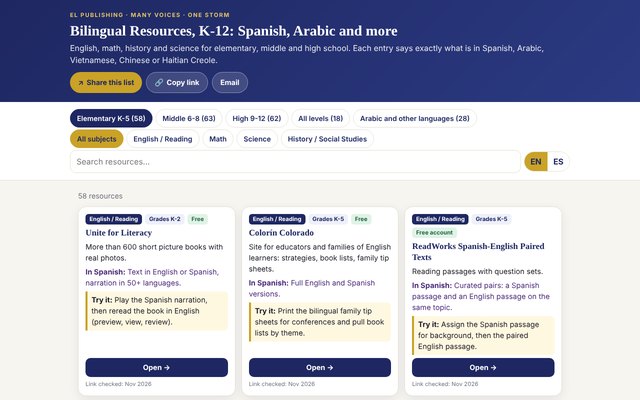 EL PUBLISHING · MANY VOICES · ONE STORM
Bilingual Resources, K-12: Spanish, Arabic and more
English, math, history and science for elementary, middle and high school. Each entry says exactly what is in Spanish, Arabic,
Vietnamese, Chinese or Haitian Creole.
↗ Share this list
🔗 Copy link
Email
Elementary K-5 (58)
Middle 6-8 (63)
High 9-12 (62)
All levels (18)
Arabic and other languages (28)
All subjects
English / Reading
Math
Science
History / Social Studies
Search resources...
EN
ES
58 resources
English / Reading
Grades K-2
Free
Unite for Literacy
More than 600 short picture books with
real photos.
In Spanish: Text in English or Spanish,
narration in 50+ languages.
Try it: Play the Spanish narration,
then reread the book in English
(preview, view, review).
Open →
Link checked: Nov 2026
English / Reading
Grades K-5
Free
Colorín Colorado
Site for educators and families of English
learners: strategies, book lists, family tip
sheets.
In Spanish: Full English and Spanish
versions.
Try it: Print the bilingual family tip
sheets for conferences and pull book
lists by theme.
Open →
Link checked: Nov 2026
English / Reading
Grades K-5
Free account
ReadWorks Spanish-English Paired
Texts
Reading passages with question sets.
In Spanish: Curated pairs: a Spanish
passage and an English passage on the
same topic.
Try it: Assign the Spanish passage
for background, then the paired
English passage.
Open →
Link checked: Nov 2026